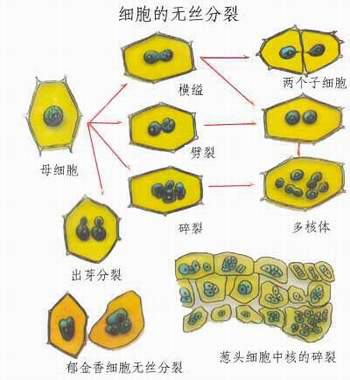 细胞的无丝分裂
横缢
两个子细胞
母细胞
劈裂
碎裂
多核体
出芽分裂
郁金香细胞无丝分裂
葱头细胞中核的碎裂